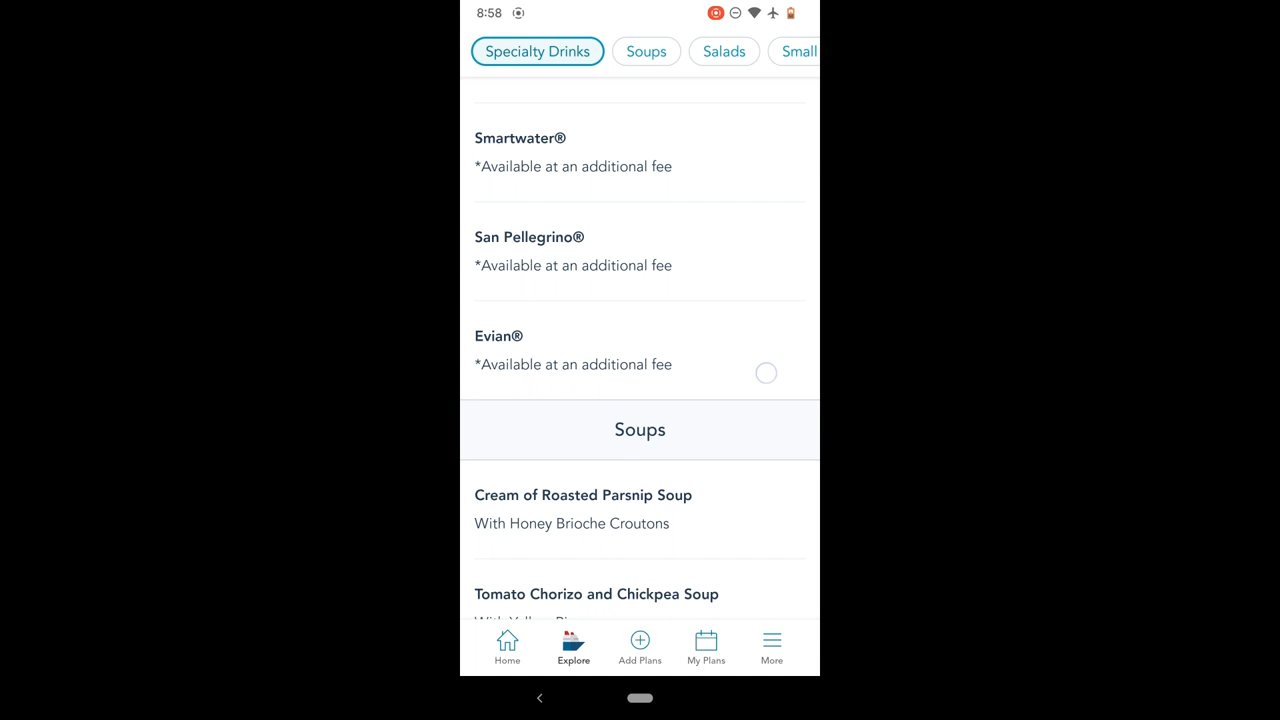 8:58
Specialty Drinks Soups Salads Small
Smartwater®
*Available at an additional fee
San Pellegrino®
*Available at an additional fee
Evian®
*Available at an additional fee
Soups
Cream of Roasted Parsnip Soup
With Honey Brioche Croutons
Tomato Chorizo and Chickpea Soup
With
Home Explore Add Plans My Plans More